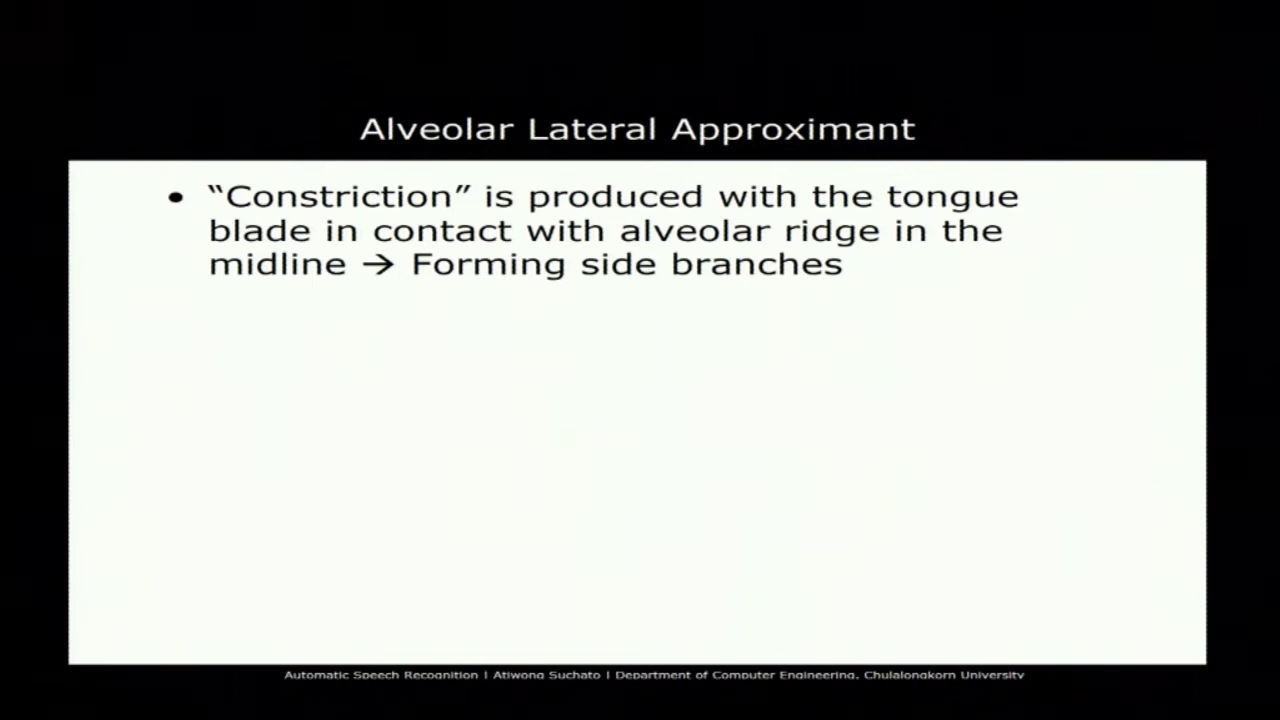 Alveolar Lateral Approximant
• “Constriction” is produced with the tongue
blade in contact with alveolar ridge in the
midline → Forming side branches
Automatic Speech Recognition | Atiwong Suchato | Department of Computer Engineering, Chulalongkorn University